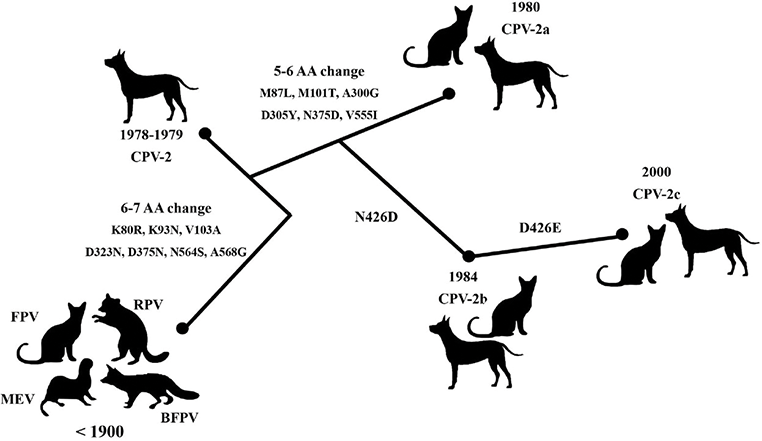 1980
CPV-2a
5-6 AA change
M87L, M101T, A300G
D305Y, N375D, V555I
1978-1979
CPV-2
2000
CPV-2c
6-7 AA change
K80R, K93N, V103A
D323N, D375N, N564S, A568G
N426D
D426E
1984
CPV-2b
FPV
RPV
MEV
BFPV
< 1900